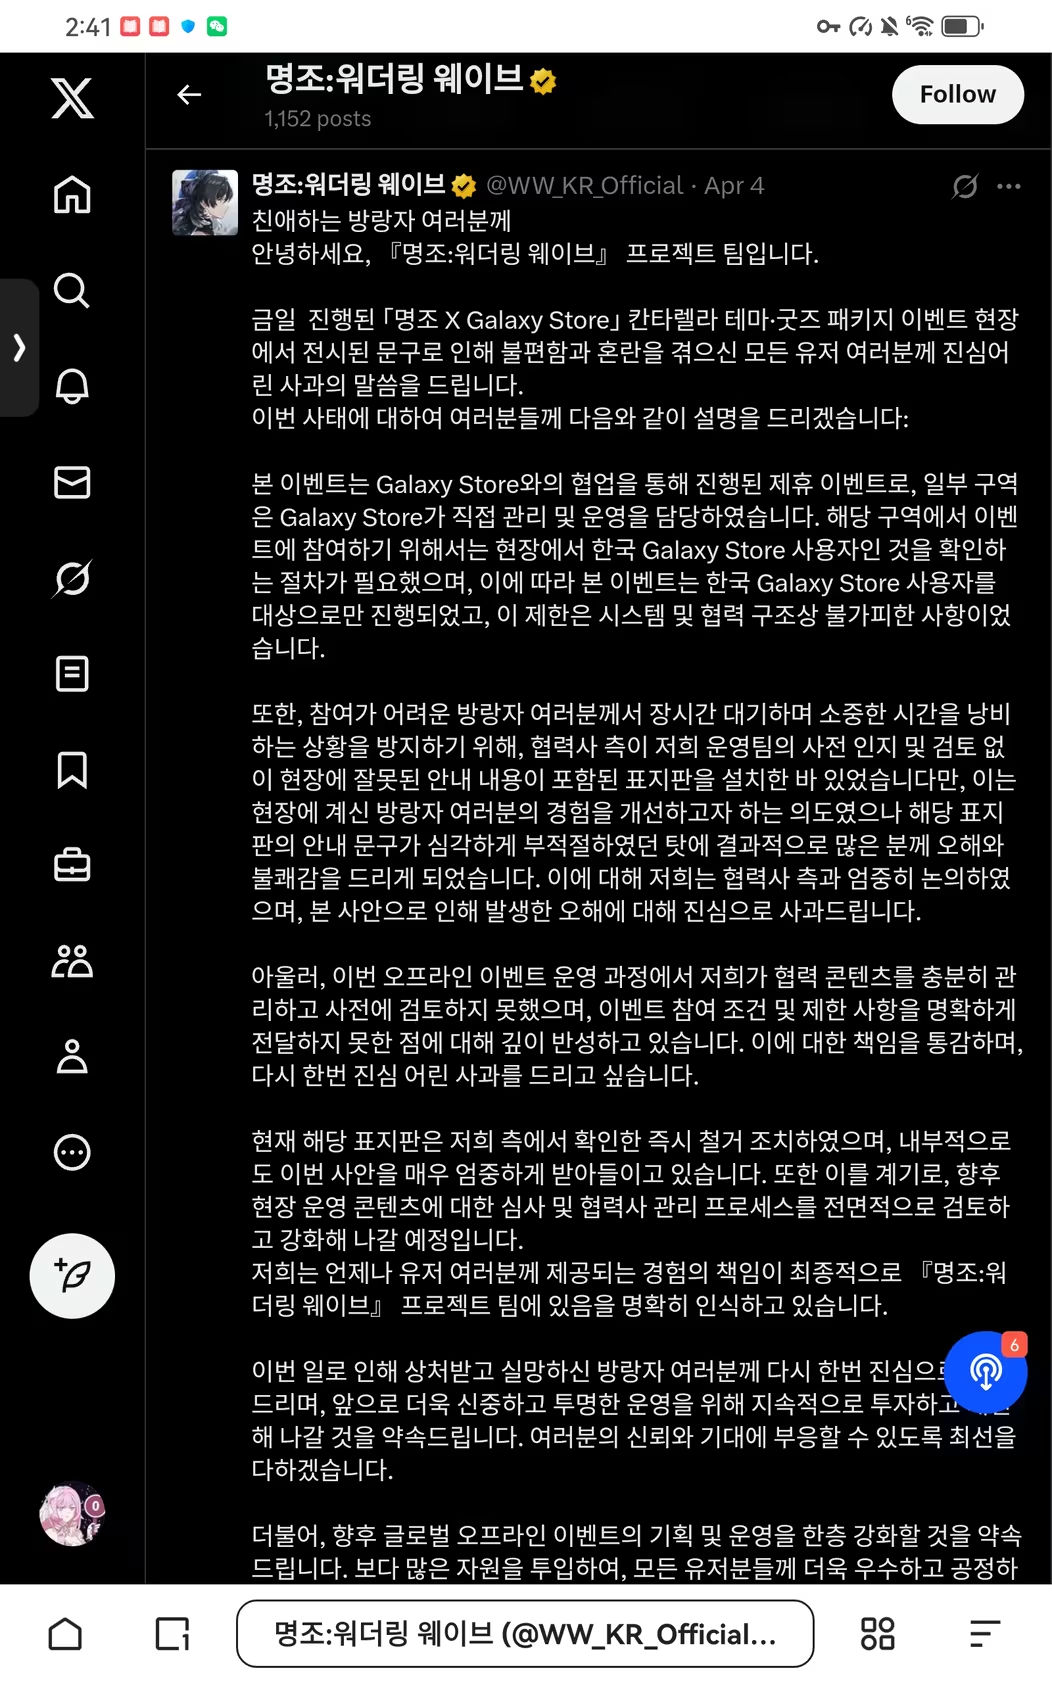 2:41
명조:워더링 웨이브
1,152 posts
Follow
명조:워더링 웨이브 @WW_KR_Official · Apr 4
친애하는 방랑자 여러분께
안녕하세요, 『명조:워더링 웨이브』 프로젝트 팀입니다.
금일  진행된 「명조 X Galaxy Store」 칸타렐라 테마·굿즈 패키지 이벤트 현장
에서 전시된 문구로 인해 불편함과 혼란을 겪으신 모든 유저 여러분께 진심어
린 사과의 말씀을 드립니다.
이번 사태에 대하여 여러분들께 다음와 같이 설명을 드리겠습니다:
본 이벤트는 Galaxy Store와의 협업을 통해 진행된 제휴 이벤트로, 일부 구역
은 Galaxy Store가 직접 관리 및 운영을 담당하였습니다. 해당 구역에서 이벤
트에 참여하기 위해서는 현장에서 한국 Galaxy Store 사용자인 것을 확인하
는 절차가 필요했으며, 이에 따라 본 이벤트는 한국 Galaxy Store 사용자를
대상으로만 진행되었고, 이 제한은 시스템 및 협력 구조상 불가피한 사항이었
습니다.
또한, 참여가 어려운 방랑자 여러분께서 장시간 대기하며 소중한 시간을 낭비
하는 상황을 방지하기 위해, 협력사 측이 저희 운영팀의 사전 인지 및 검토 없
이 현장에 잘못된 안내 내용이 포함된 표지판을 설치한 바 있었습니다만, 이는
현장에 계신 방랑자 여러분의 경험을 개선하고자 하는 의도였으나 해당 표지
판의 안내 문구가 심각하게 부적절하였던 탓에 결과적으로 많은 분께 오해와
불쾌감을 드리게 되었습니다. 이에 대해 저희는 협력사 측과 엄중히 논의하였
으며, 본 사안으로 인해 발생한 오해에 대해 진심으로 사과드립니다.
아울러, 이번 오프라인 이벤트 운영 과정에서 저희가 협력 콘텐츠를 충분히 관
리하고 사전에 검토하지 못했으며, 이벤트 참여 조건 및 제한 사항을 명확하게
전달하지 못한 점에 대해 깊이 반성하고 있습니다. 이에 대한 책임을 통감하며,
다시 한번 진심 어린 사과를 드리고 싶습니다.
현재 해당 표지판은 저희 측에서 확인한 즉시 철거 조치하였으며, 내부적으로
도 이번 사안을 매우 엄중하게 받아들이고 있습니다. 또한 이를 계기로, 향후
현장 운영 콘텐츠에 대한 심사 및 협력사 관리 프로세스를 전면적으로 검토하
고 강화해 나갈 예정입니다.
저희는 언제나 유저 여러분께 제공되는 경험의 책임이 최종적으로 『명조:워
더링 웨이브』 프로젝트 팀에 있음을 명확히 인식하고 있습니다.
6
이번 일로 인해 상처받고 실망하신 방랑자 여러분께 다시 한번 진심으로
드리며, 앞으로 더욱 신중하고 투명한 운영을 위해 지속적으로 투자하고
해 나갈 것을 약속드립니다. 여러분의 신뢰와 기대에 부응할 수 있도록 최선을
다하겠습니다.
0
더불어, 향후 글로벌 오프라인 이벤트의 기획 및 운영을 한층 강화할 것을 약속
드립니다. 보다 많은 자원을 투입하여, 모든 유저분들께 더욱 우수하고 공정하
명조:워더링 웨이브 (@WW_KR_Official...
1